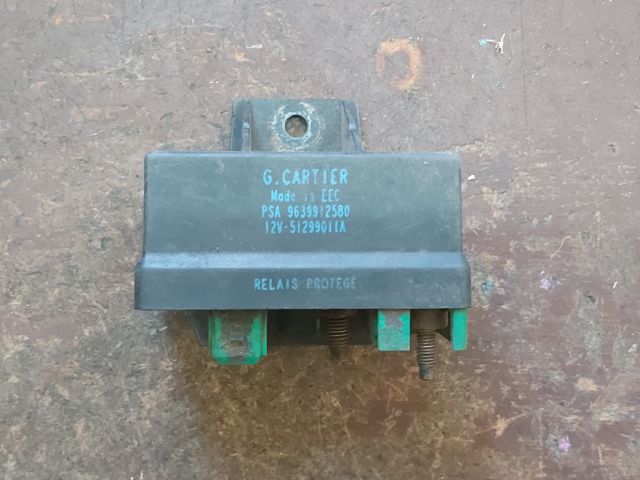 G.CARTIER
Made in EEC
PSA 9639912580
12V-51299011A
RELAIS PROTEGE